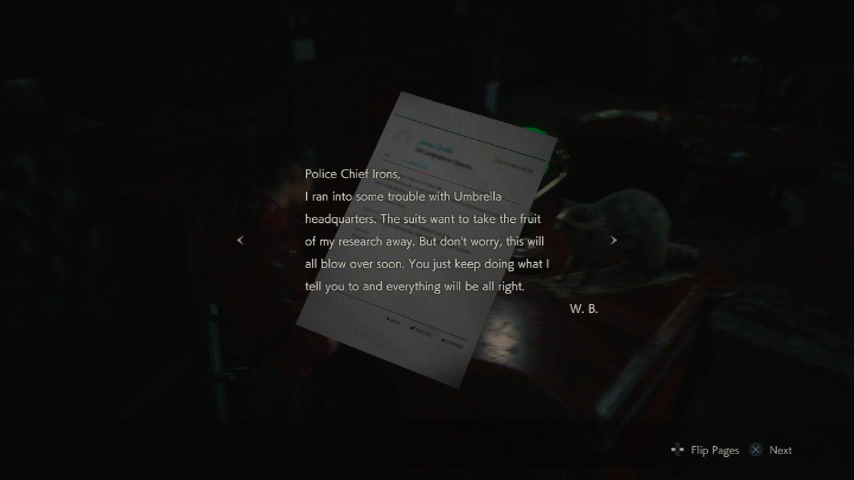 Police Chief Irons,
I ran into some trouble with Umbrella
headquarters. The suits want to take the fruit
of my research away. But don't worry, this will
all blow over soon. You just keep doing what I
tell you to and everything will be all right.
W. B.
Flip Pages
Next